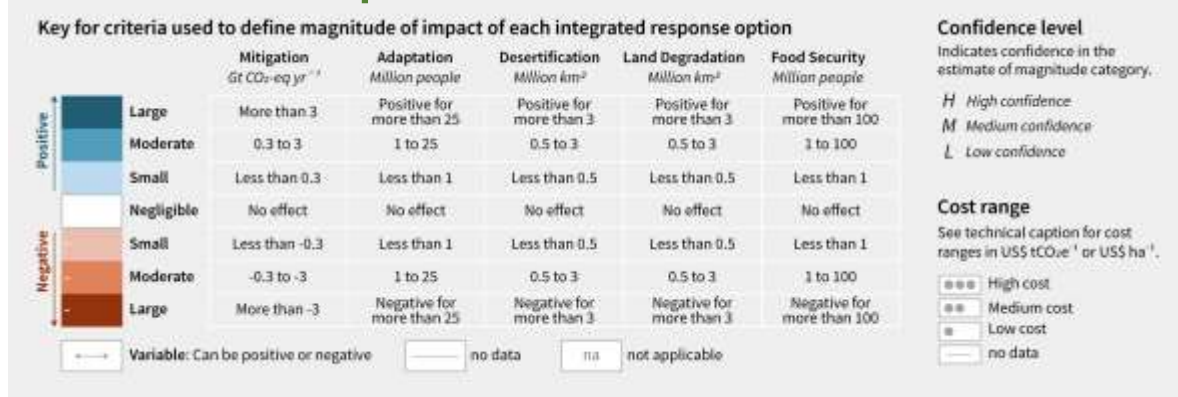 Key for criteria used to define magnitude of impact of each integrated response option
Mitigation Adaptation Desertification Land Degradation Food Security
Gt CO₂-eq yr⁻¹ Million people Million km² Million km² Million people
Positive
Large More than 3 Positive for more than 25 Positive for more than 3 Positive for more than 3 Positive for more than 100
Moderate 0.3 to 3 1 to 25 0.5 to 3 0.5 to 3 1 to 100
Small Less than 0.3 Less than 1 Less than 0.5 Less than 0.5 Less than 1
Negligible No effect No effect No effect No effect No effect
Negative
Small Less than -0.3 Less than 1 Less than 0.5 Less than 0.5 Less than 1
Moderate -0.3 to -3 1 to 25 0.5 to 3 0.5 to 3 1 to 100
Large More than -3 Negative for more than 25 Negative for more than 3 Negative for more than 3 Negative for more than 100
Variable: Can be positive or negative no data na not applicable
Confidence level
Indicates confidence in the
estimate of magnitude category.
H High confidence
M Medium confidence
L Low confidence
Cost range
See technical caption for cost
ranges in US$ tCO₂e⁻¹ or US$ ha⁻¹.
High cost
Medium cost
Low cost
no data